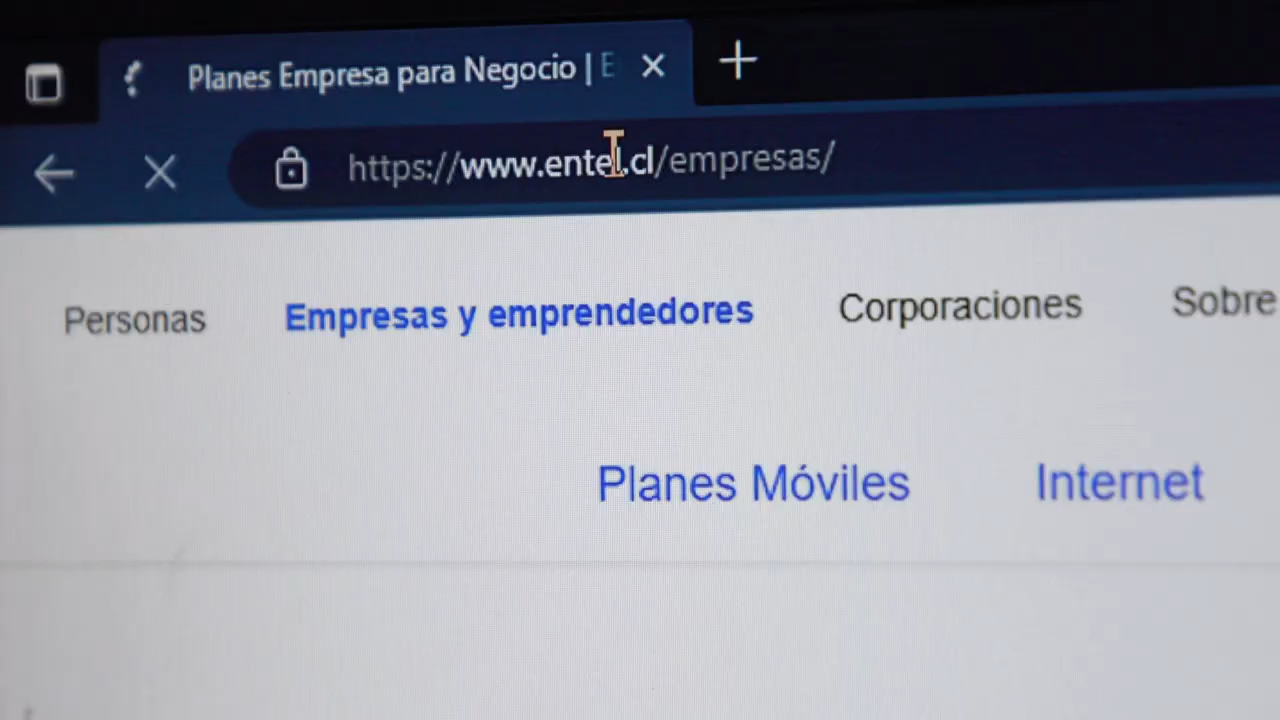 Planes Empresa para Negocio | E
https://www.entel.cl/empresas/
Personas Empresas y emprendedores Corporaciones Sobre
Planes Móviles Internet